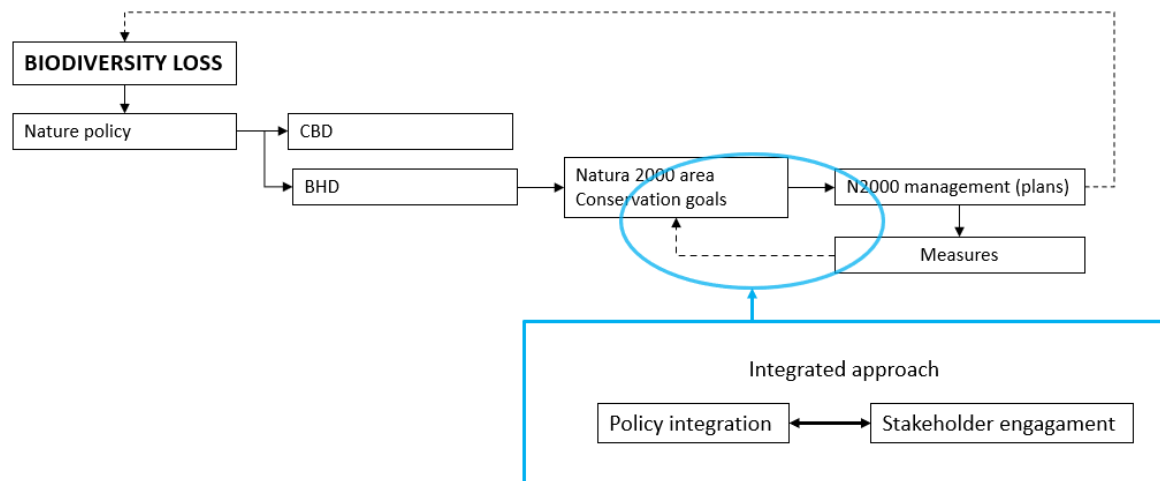 BIODIVERSITY LOSS
Nature policy
CBD
BHD
Natura 2000 area
Conservation goals
N2000 management (plans)
Measures
Integrated approach
Policy integration
Stakeholder engagament